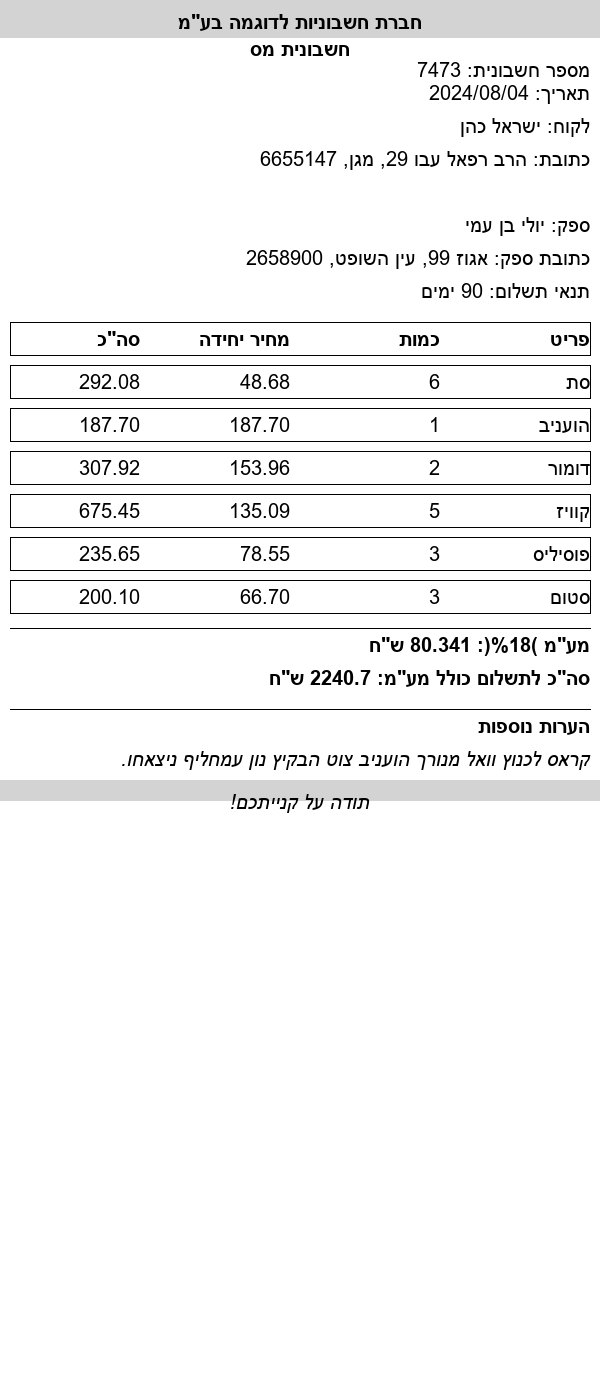 חברת חשבוניות לדוגמה בע"מ
חשבונית מס
מספר חשבונית: 7473
תאריך: 2024/08/04
לקוח: ישראל כהן
כתובת: הרב רפאל עבו 29, מגן, 6655147
ספק: יולי בן עמי
כתובת ספק: אגוז 99, עין השופט, 2658900
תנאי תשלום: 90 ימים
פריט כמות מחיר יחידה סה"כ
סת 6 48.68 292.08
הועניב 1 187.70 187.70
דומור 2 153.96 307.92
קוויז 5 135.09 675.45
פוסיליס 3 78.55 235.65
סטום 3 66.70 200.10
מע"מ )18%(: 80.341 ש"ח
סה"כ לתשלום כולל מע"מ: 2240.7 ש"ח
הערות נוספות
קראס לכנוץ וואל מנורך הועניב צוט הבקיץ נון עמחליף ניצאחו.
תודה על קנייתכם!